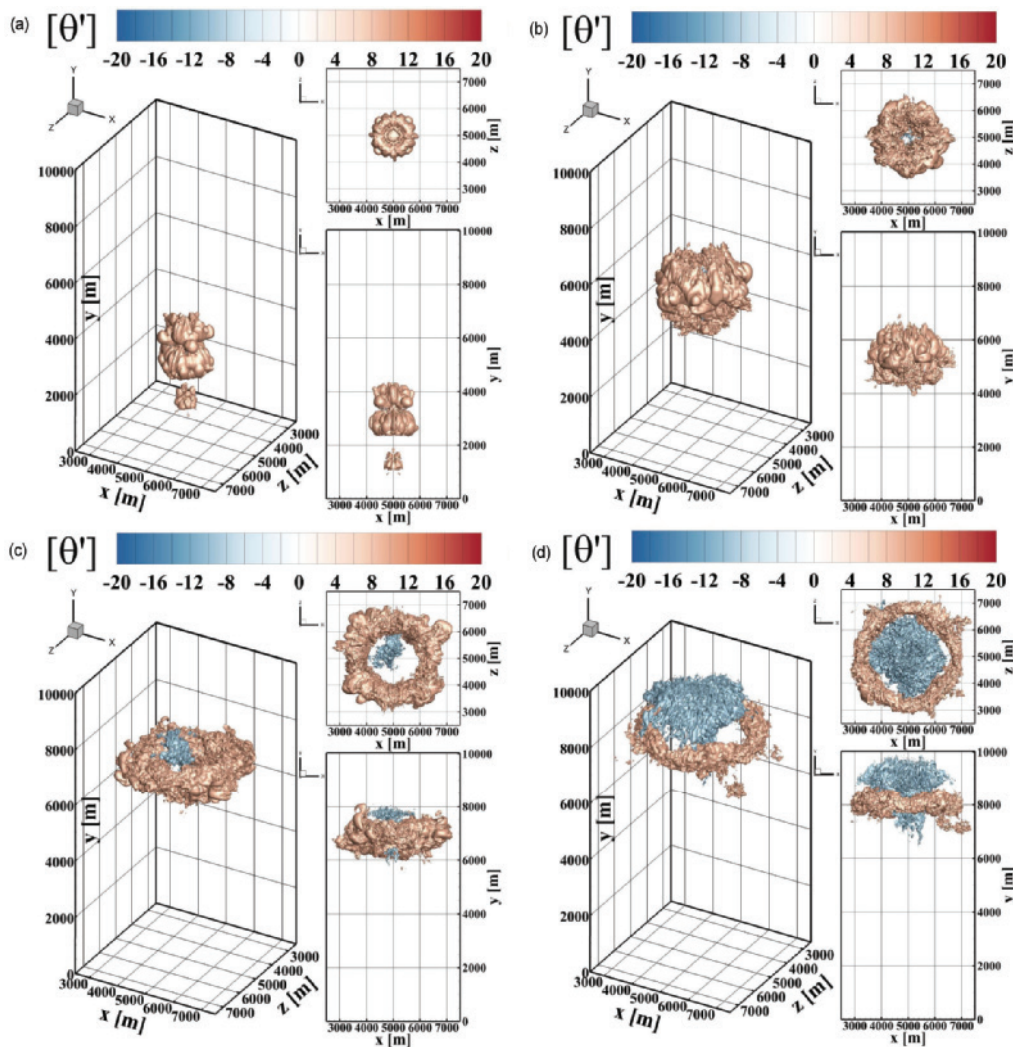 (a) [θ'] -20 -16 -12 -8 -4 0 4 8 12 16 20
Y
X
Z
10000
8000
6000
4000
2000
0
y [m]
3000 4000 5000 6000 7000
x [m]
3000 4000 5000 6000 7000
z [m]
7000
6000
5000
4000
3000
z [m]
3000 4000 5000 6000 7000
x [m]
10000
8000
6000
4000
2000
0
y [m]
3000 4000 5000 6000 7000
x [m]
(b) [θ'] -20 -16 -12 -8 -4 0 4 8 12 16 20
Y
X
Z
10000
8000
6000
4000
2000
0
y [m]
3000 4000 5000 6000 7000
x [m]
3000 4000 5000 6000 7000
z [m]
7000
6000
5000
4000
3000
z [m]
3000 4000 5000 6000 7000
x [m]
10000
8000
6000
4000
2000
0
y [m]
3000 4000 5000 6000 7000
x [m]
(c) [θ'] -20 -16 -12 -8 -4 0 4 8 12 16 20
Y
X
Z
10000
8000
6000
4000
2000
0
y [m]
3000 4000 5000 6000 7000
x [m]
3000 4000 5000 6000 7000
z [m]
7000
6000
5000
4000
3000
z [m]
3000 4000 5000 6000 7000
x [m]
10000
8000
6000
4000
2000
0
y [m]
3000 4000 5000 6000 7000
x [m]
(d) [θ'] -20 -16 -12 -8 -4 0 4 8 12 16 20
Y
X
Z
10000
8000
6000
4000
2000
0
y [m]
3000 4000 5000 6000 7000
x [m]
3000 4000 5000 6000 7000
z [m]
7000
6000
5000
4000
3000
z [m]
3000 4000 5000 6000 7000
x [m]
10000
8000
6000
4000
2000
0
y [m]
3000 4000 5000 6000 7000
x [m]